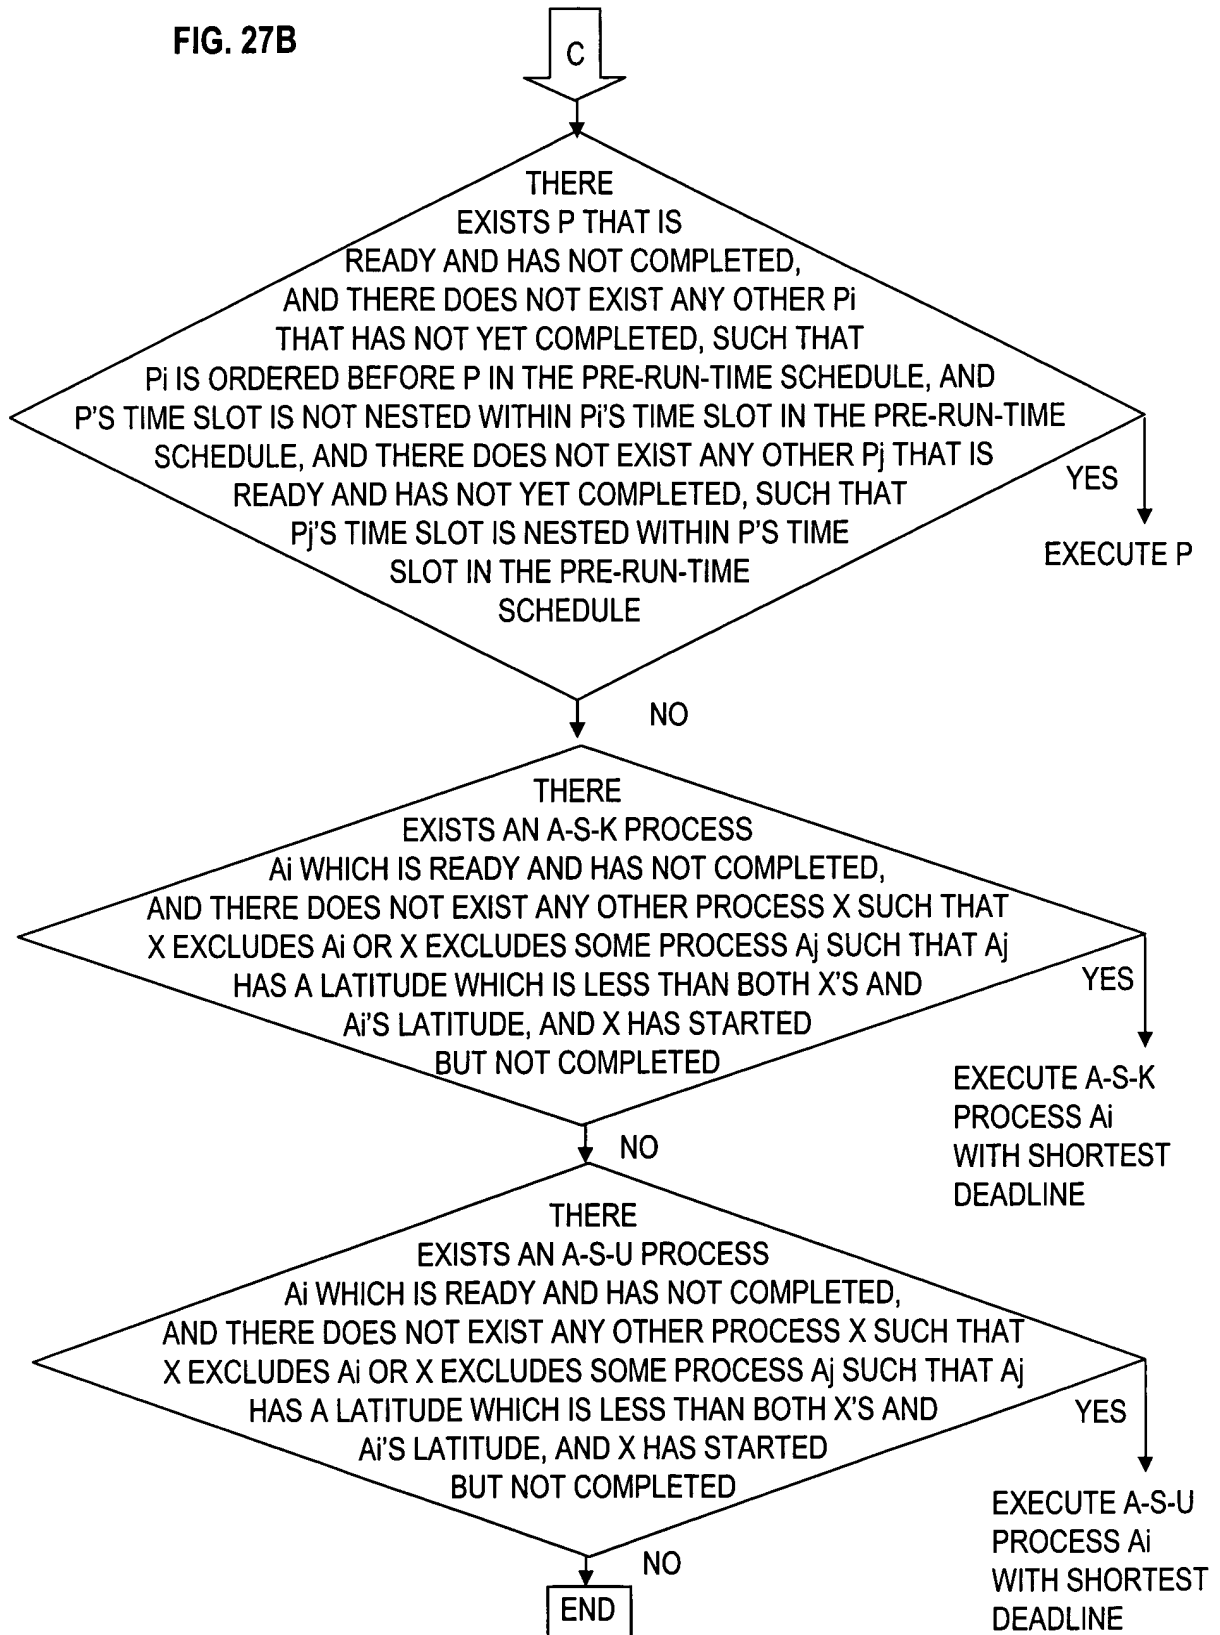 FIG. 27B
C
THERE
EXISTS P THAT IS
READY AND HAS NOT COMPLETED,
AND THERE DOES NOT EXIST ANY OTHER Pi
THAT HAS NOT YET COMPLETED, SUCH THAT
Pi IS ORDERED BEFORE P IN THE PRE-RUN-TIME SCHEDULE, AND
P'S TIME SLOT IS NOT NESTED WITHIN Pi'S TIME SLOT IN THE PRE-RUN-TIME
SCHEDULE, AND THERE DOES NOT EXIST ANY OTHER Pj THAT IS
READY AND HAS NOT YET COMPLETED, SUCH THAT
Pj'S TIME SLOT IS NESTED WITHIN P'S TIME
SLOT IN THE PRE-RUN-TIME
SCHEDULE
YES
EXECUTE P
NO
THERE
EXISTS AN A-S-K PROCESS
Ai WHICH IS READY AND HAS NOT COMPLETED,
AND THERE DOES NOT EXIST ANY OTHER PROCESS X SUCH THAT
X EXCLUDES Ai OR X EXCLUDES SOME PROCESS Aj SUCH THAT Aj
HAS A LATITUDE WHICH IS LESS THAN BOTH X'S AND
Ai'S LATITUDE, AND X HAS STARTED
BUT NOT COMPLETED
YES
EXECUTE A-S-K
PROCESS Ai
WITH SHORTEST
DEADLINE
NO
THERE
EXISTS AN A-S-U PROCESS
Ai WHICH IS READY AND HAS NOT COMPLETED,
AND THERE DOES NOT EXIST ANY OTHER PROCESS X SUCH THAT
X EXCLUDES Ai OR X EXCLUDES SOME PROCESS Aj SUCH THAT Aj
HAS A LATITUDE WHICH IS LESS THAN BOTH X'S AND
Ai'S LATITUDE, AND X HAS STARTED
BUT NOT COMPLETED
YES
EXECUTE A-S-U
PROCESS Ai
WITH SHORTEST
DEADLINE
NO
END